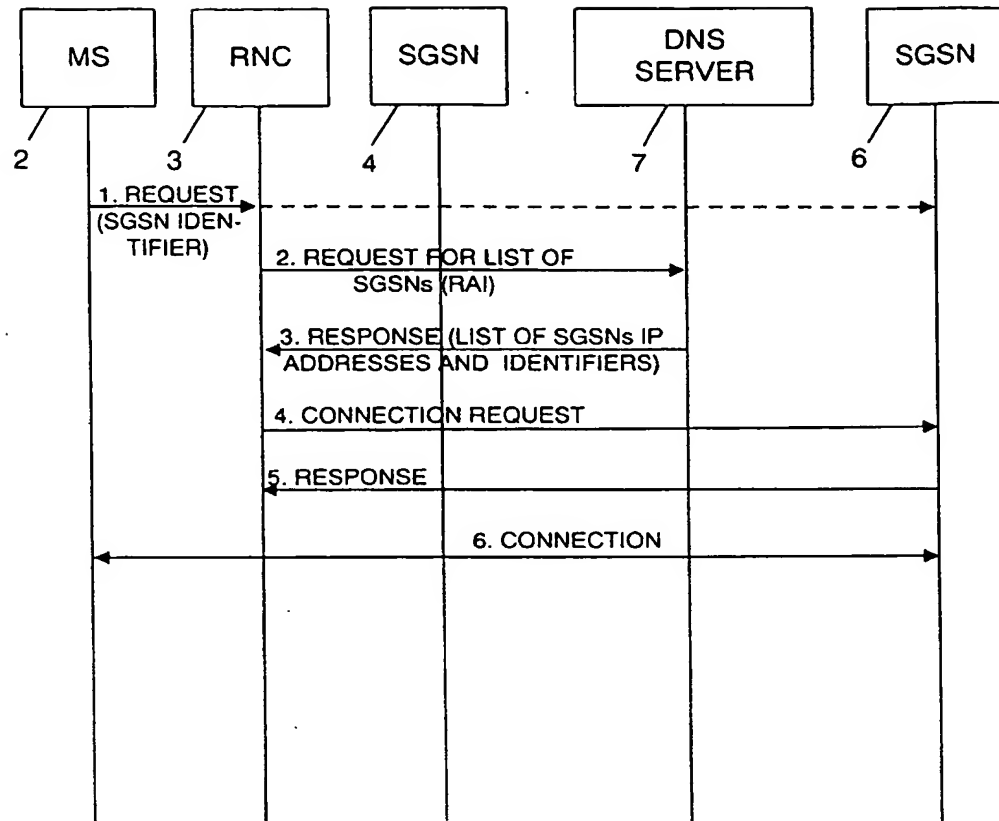 MS
RNC
SGSN
DNS
SERVER
SGSN
2
3
4
7
6
1. REQUEST
(SGSN IDEN-
TIFIER)
2. REQUEST FOR LIST OF
SGSNs (RAI)
3. RESPONSE (LIST OF SGSNs IP
ADDRESSES AND IDENTIFIERS)
4. CONNECTION REQUEST
5. RESPONSE
6. CONNECTION